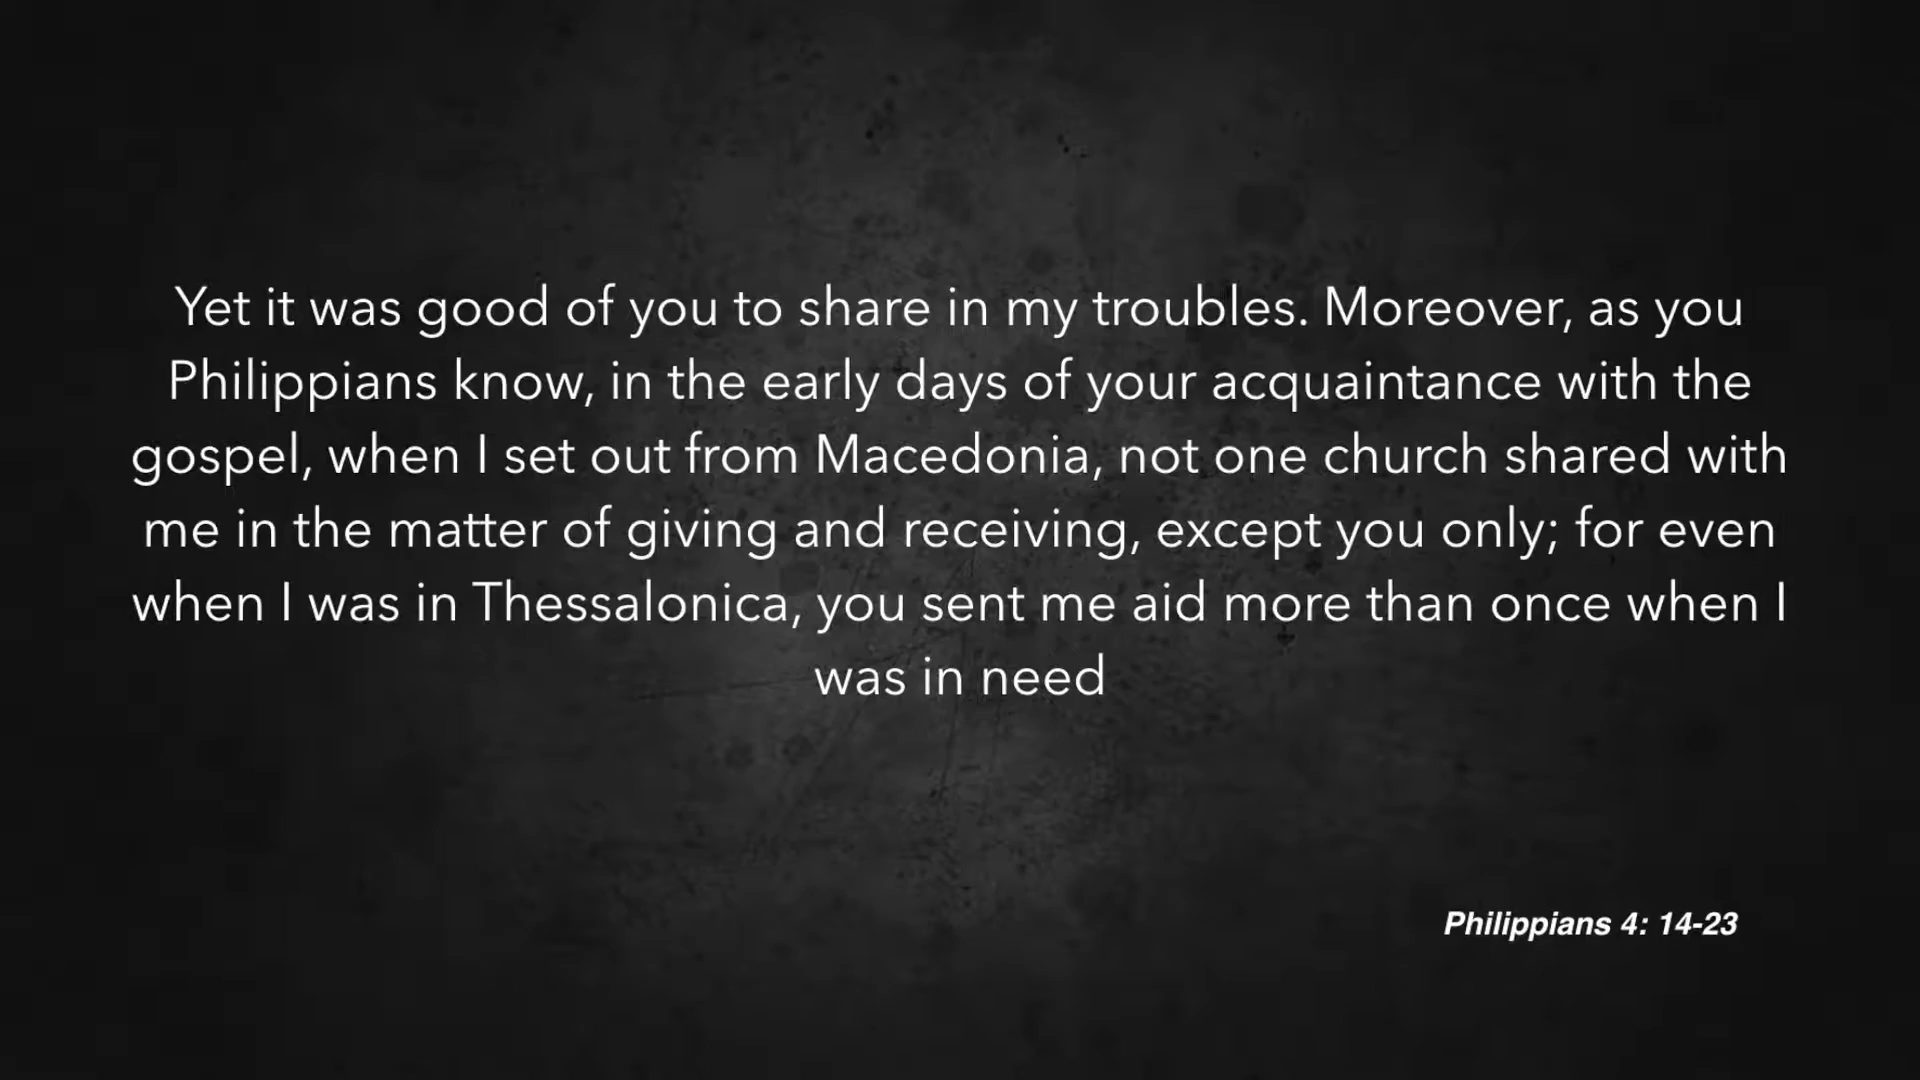 Yet it was good of you to share in my troubles. Moreover, as you
Philippians know, in the early days of your acquaintance with the
gospel, when I set out from Macedonia, not one church shared with
me in the matter of giving and receiving, except you only; for even
when I was in Thessalonica, you sent me aid more than once when I
was in need
Philippians 4: 14-23